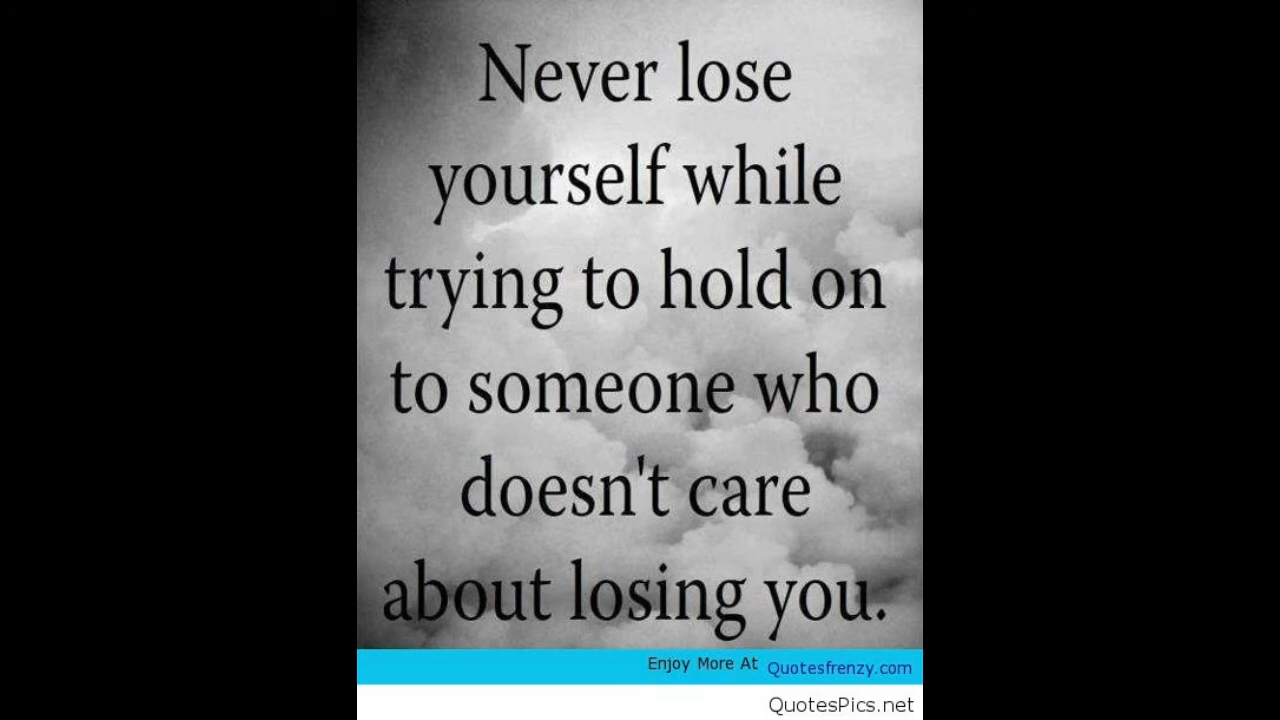 Never lose
yourself while
trying to hold on
to someone who
doesn't care
about losing you.
Enjoy More At Quotesfrenzy.com
QuotesPics.net